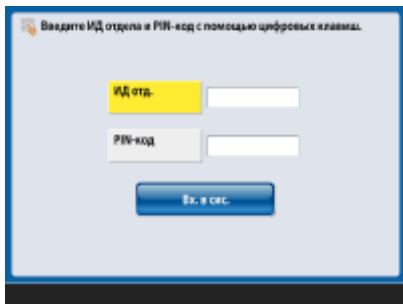 Введите ИД отдела и PIN-код с помощью цифровых клавиш.
ИД отд.
PIN-код
Вх. в сис.